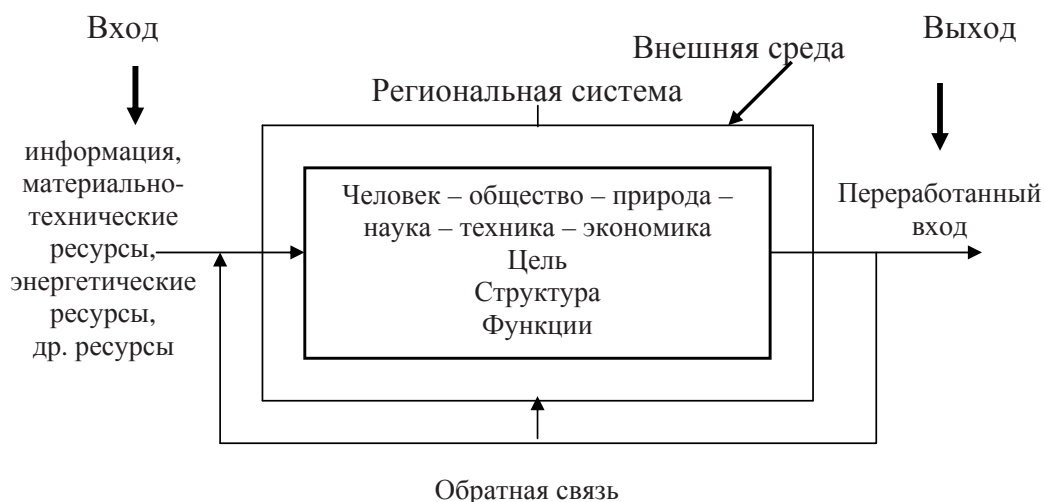 Вход
Выход
Внешняя среда
Региональная система
информация,
материально-
технические
ресурсы,
энергетические
ресурсы,
др. ресурсы
Человек – общество – природа –
наука – техника – экономика
Цель
Структура
Функции
Переработанный
вход
Обратная связь